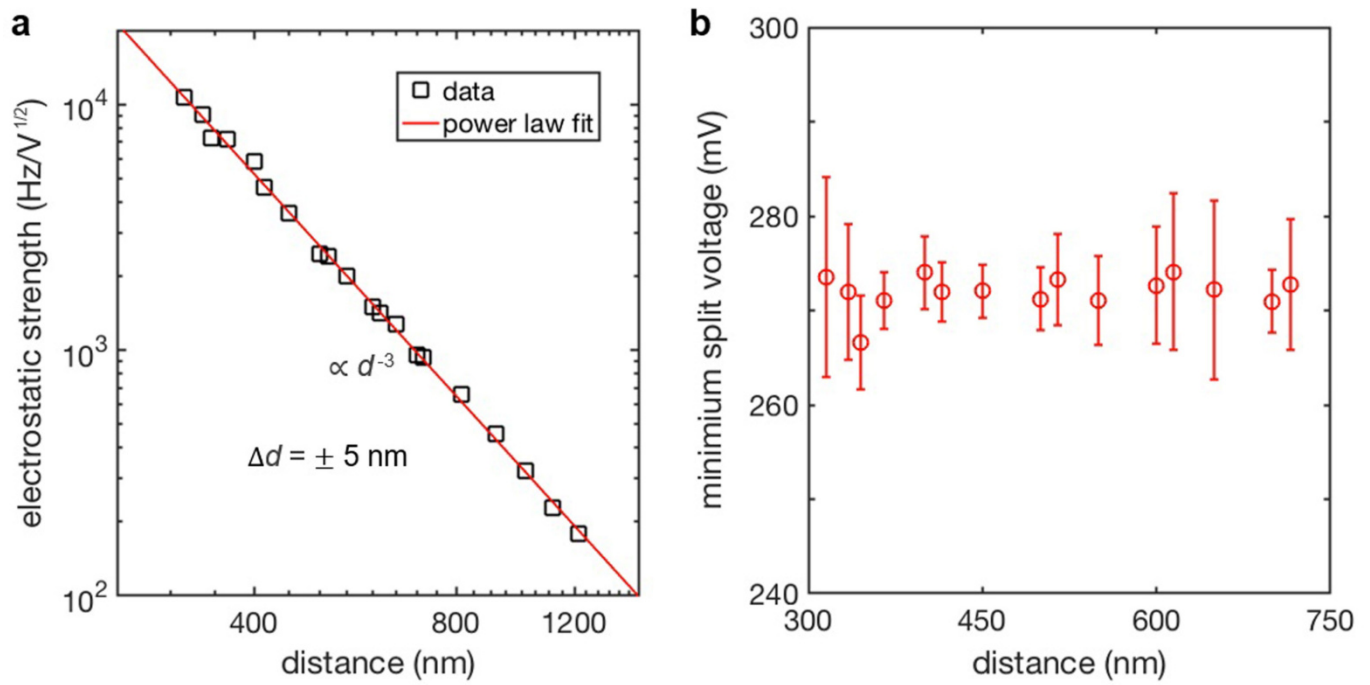 a
electrostatic strength (Hz/V^1/2)
10^4
10^3
10^2
data
power law fit
∝ d^-3
Δd = ± 5 nm
400
800
1200
distance (nm)
b
minimium split voltage (mV)
300
280
260
240
300
450
600
750
distance (nm)